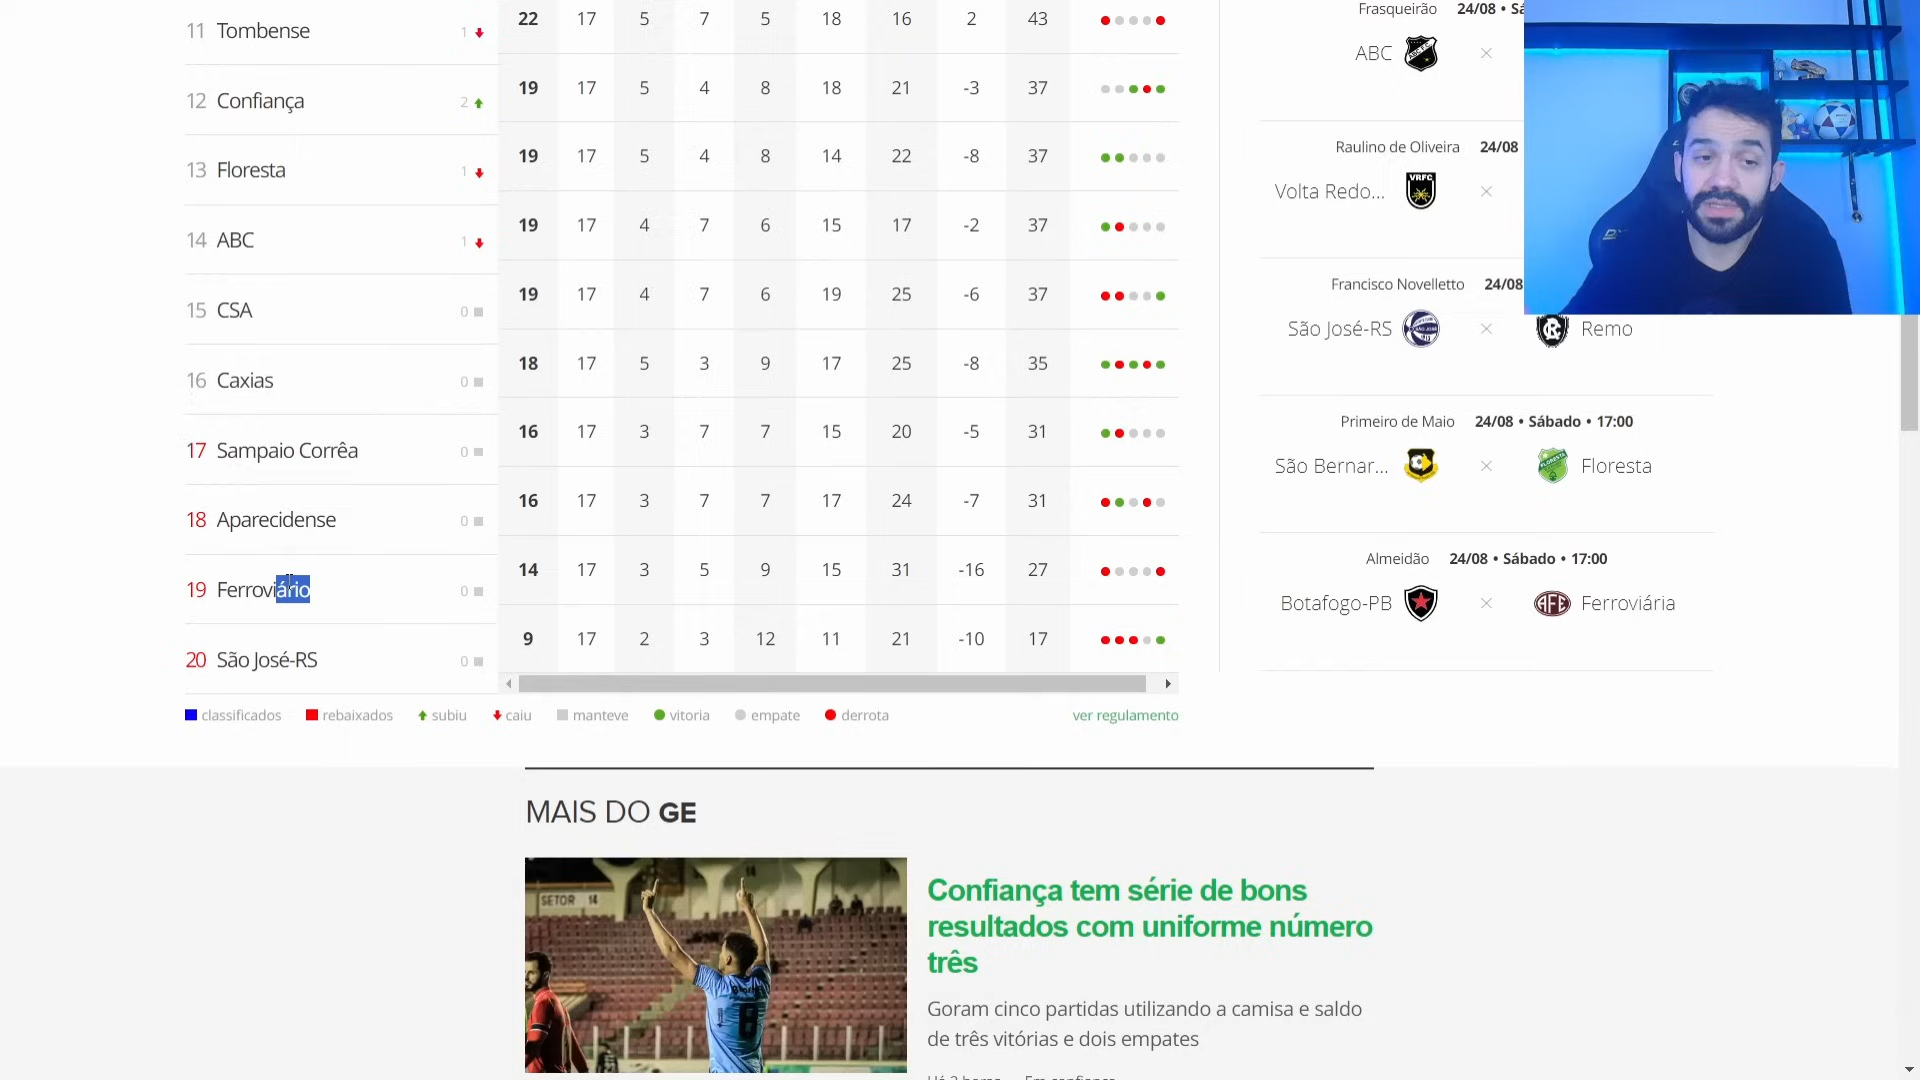 11 Tombense 1 22 17 5 7 5 18 16 2 43
12 Confiança 2 19 17 5 4 8 18 21 -3 37
13 Floresta 1 19 17 5 4 8 14 22 -8 37
14 ABC 1 19 17 4 7 6 15 17 -2 37
15 CSA 0 19 17 4 7 6 19 25 -6 37
16 Caxias 0 18 17 5 3 9 17 25 -8 35
17 Sampaio Corrêa 0 16 17 3 7 7 15 20 -5 31
18 Aparecidense 0 16 17 3 7 7 17 24 -7 31
19 Ferroviário 0 14 17 3 5 9 15 31 -16 27
20 São José-RS 0 9 17 2 3 12 11 21 -10 17
classificados rebaixados subiu caiu manteve vitoria empate derrota ver regulamento
Frasqueirão 24/08 • Sá
ABC ×
Raulino de Oliveira 24/08
Volta Redo... VRFC ×
Francisco Novelletto 24/08
São José-RS × Remo
Primeiro de Maio 24/08 • Sábado • 17:00
São Bernar... × Floresta
Almeidão 24/08 • Sábado • 17:00
Botafogo-PB × AFE Ferroviária
MAIS DO GE
SETOR 14
8
Confiança tem série de bons
resultados com uniforme número
três
Goram cinco partidas utilizando a camisa e saldo
de três vitórias e dois empates